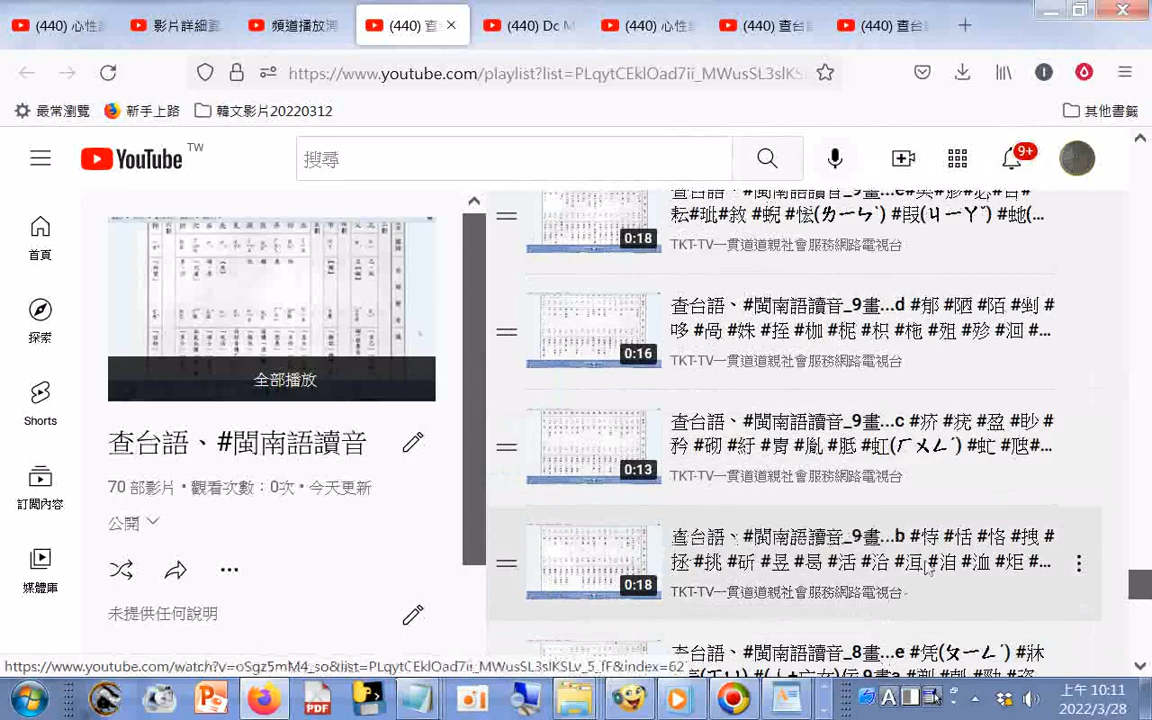 (440) 心性
影片詳細資
頻道播放清
(440) 查
(440) Dc M
(440) 心性
(440) 查台
(440) 查台
https://www.youtube.com/playlist?list=PLqytCEklOad7ii_MWusSL3slKS
最常瀏覽
新手上路
韓文影片20220312
其他書籤
YouTube TW
搜尋
9+
首頁
探索
Shorts
訂閱內容
媒體庫
全部播放
查台語、#閩南語讀音
70 部影片 • 觀看次數：0次 • 今天更新
公開
未提供任何說明
0:18
TKT-TV一貫道道親社會服務網路電視台
查台語、#閩南語讀音_9畫...d #郁 #陋 #陌 #剉 #
哆 #咼 #姝 #挃 #枷 #柅 #枳 #柂 #殂 #殄 #洄 #...
0:16
TKT-TV一貫道道親社會服務網路電視台
查台語、#閩南語讀音_9畫...c #疥 #疣 #盈 #眇 #
矜 #砌 #紆 #胄 #胤 #胝 #虹(ㄏㄨㄥˊ) #虻 #虺#...
0:13
TKT-TV一貫道道親社會服務網路電視台
查台語、#閩南語讀音_9畫...b #恃 #恬 #恪 #拽 #
拯 #挑 #斫 #昱 #曷 #活 #洽 #洱 #洎 #洫 #炬 #...
0:18
TKT-TV一貫道道親社會服務網路電視台
查台語、#閩南語讀音_8畫...e #凭(ㄆㄧㄥˊ) #牀
https://www.youtube.com/watch?v=oSgz5mM4_so&list=PLqytCEklOad7ii_MWusSL3slKSLv_5_fF&index=62
上午 10:11
2022/3/28